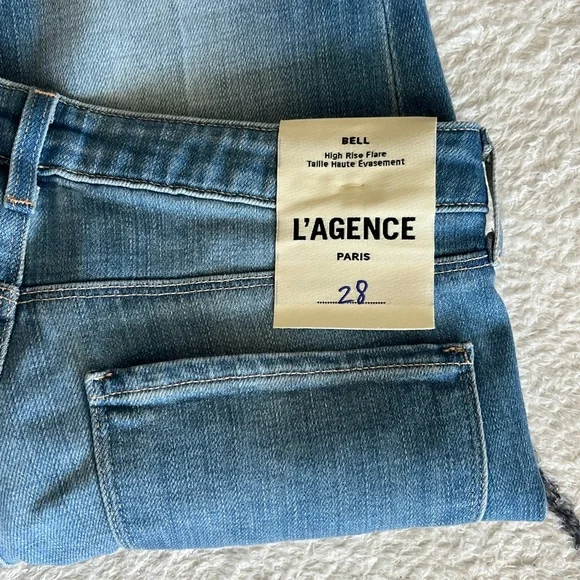 BELL
High Rise Flare
Taille Haute Évasement
L'AGENCE
PARIS
28